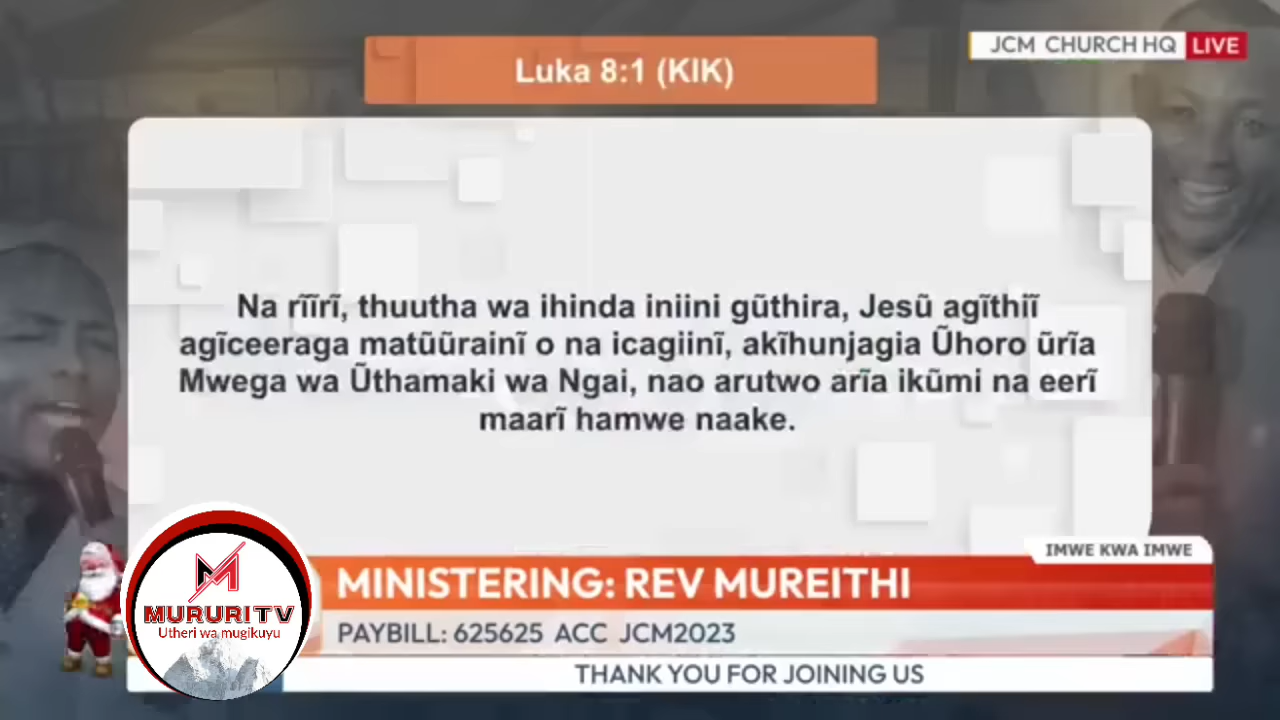 Luka 8:1 (KIK)
JCM CHURCH HQ LIVE
Na rĩĩrĩ, thuutha wa ihinda iniini gũthira, Jesũ agĩthiĩ
agĩceeraga matũũrainĩ o na icagiinĩ, akĩhunjagia Ũhoro ũrĩa
Mwega wa Ũthamaki wa Ngai, nao arutwo arĩa ikũmi na eerĩ
maarĩ hamwe naake.
IMWE KWA IMWE
MINISTERING: REV MUREITHI
PAYBILL: 625625 ACC JCM2023
THANK YOU FOR JOINING US
MURURI TV
Utheri wa mugikuyu